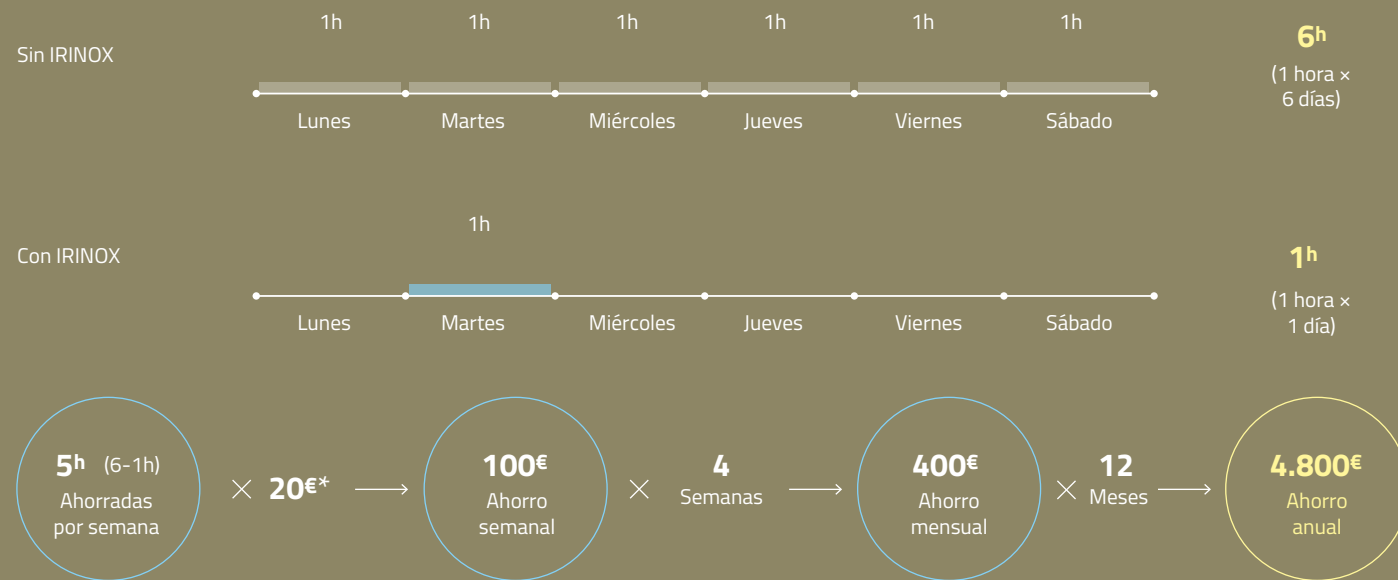 1h 1h 1h 1h 1h 1h
Sin IRINOX
6h
(1 hora ×
6 días)
Lunes Martes Miércoles Jueves Viernes Sábado
1h
Con IRINOX
1h
(1 hora ×
1 día)
Lunes Martes Miércoles Jueves Viernes Sábado
5h (6-1h)
Ahorradas
por semana
× 20€*
100€
Ahorro
semanal
× 4
Semanas
400€
Ahorro
mensual
× 12
Meses
4.800€
Ahorro
anual